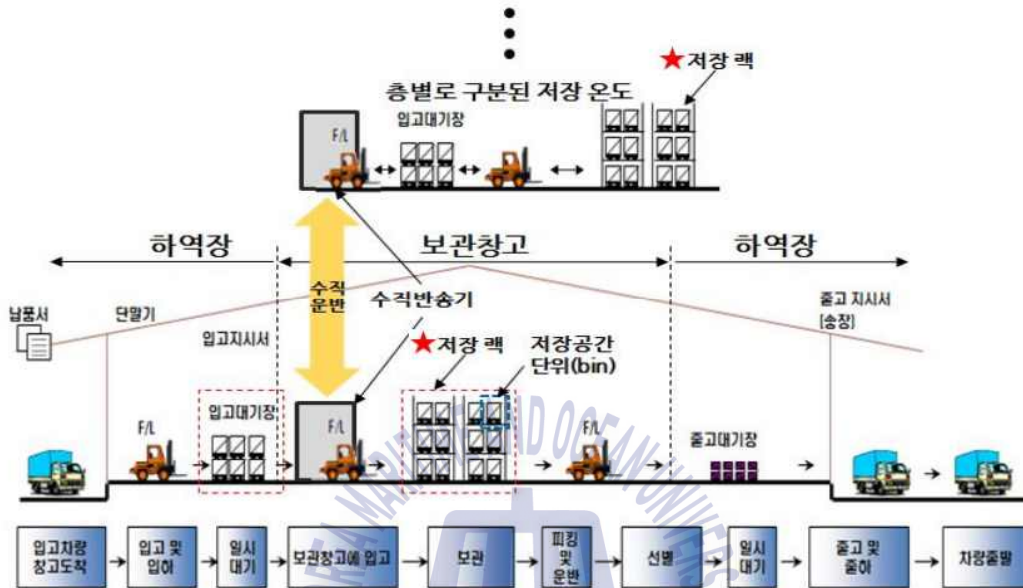 저장 랙
층별로 구분된 저장 온도
입고대기장
F/L
하역장
보관창고
하역장
수직
운반
수직반송기
납품서
단말기
입고지시서
출고 지시서
(송장)
저장 랙
저장공간
단위(bin)
입고대기장
F/L
F/L
F/L
출고대기장
KOREA MARITIME AND OCEAN UNIVERS
입고차량
창고도착
입고 및
입하
일시
대기
보관창고에 입고
보관
피킹
및
운반
선별
일시
대기
출고 및
출하
차량출발